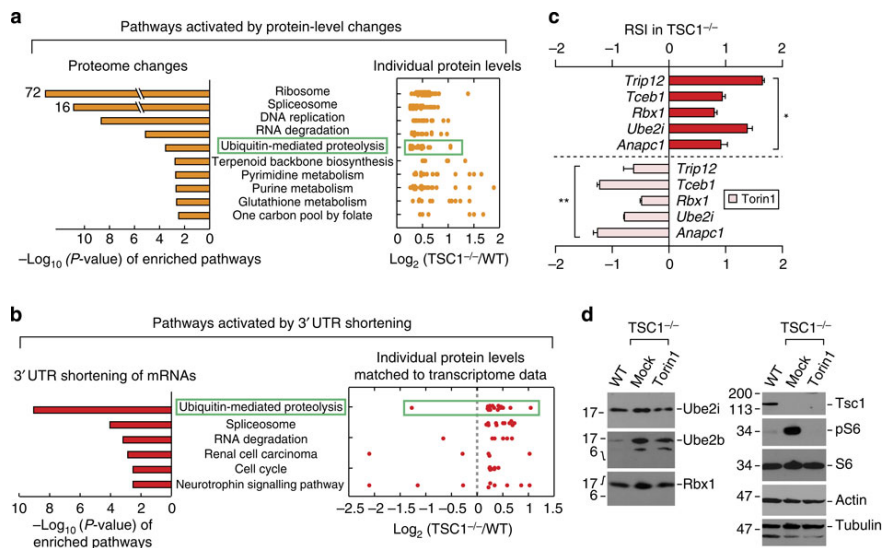 a
Pathways activated by protein-level changes
Proteome changes
Individual protein levels
72
16
Ribosome
Spliceosome
DNA replication
RNA degradation
Ubiquitin-mediated proteolysis
Terpenoid backbone biosynthesis
Pyrimidine metabolism
Purine metabolism
Glutathione metabolism
One carbon pool by folate
10 8 6 4 2 0
–Log10 (P-value) of enriched pathways
0 0.5 1 1.5 2
Log2 (TSC1–/–/WT)
b
Pathways activated by 3′ UTR shortening
3′ UTR shortening of mRNAs
Individual protein levels
matched to transcriptome data
Ubiquitin-mediated proteolysis
Spliceosome
RNA degradation
Renal cell carcinoma
Cell cycle
Neurotrophin signalling pathway
10 8 6 4 2 0
–Log10 (P-value) of
enriched pathways
–2.5 –2 –1.5 –1 –0.5 0 0.5 1 1.5
Log2 (TSC1–/–/WT)
c
RSI in TSC1–/–
–2 –1 0 1 2
Trip12
Tceb1
Rbx1
Ube2i
Anapc1
*
Trip12
Tceb1
Rbx1
Ube2i
Anapc1
**
Torin1
–2 –1 0 1 2
d
TSC1–/–
WT Mock Torin1
17 Ube2i
17 Ube2b
6
17 Rbx1
6
TSC1–/–
WT Mock Torin1
200
113 Tsc1
34 pS6
34 S6
47 Actin
47 Tubulin